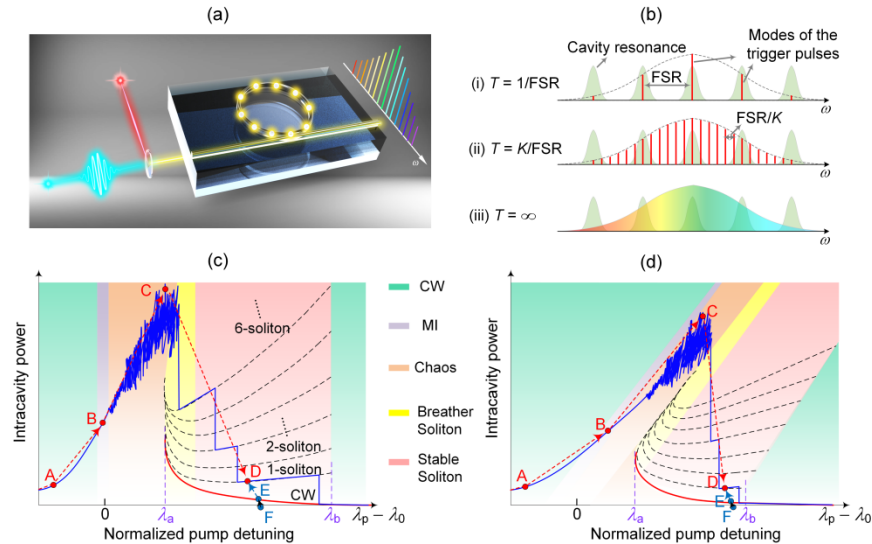 (a)
ω
(b)
Cavity resonance
Modes of the
trigger pulses
(i) T = 1/FSR
FSR
ω
(ii) T = K/FSR
FSR/K
ω
(iii) T = ∞
ω
(c)
Intracavity power
A
B
C
6-soliton
2-soliton
1-soliton
D
E
CW
F
0
λa
λb
λp – λ0
Normalized pump detuning
CW
MI
Chaos
Breather
Soliton
Stable
Soliton
(d)
Intracavity power
A
B
C
D
E
F
0
λa
λb
λp – λ0
Normalized pump detuning